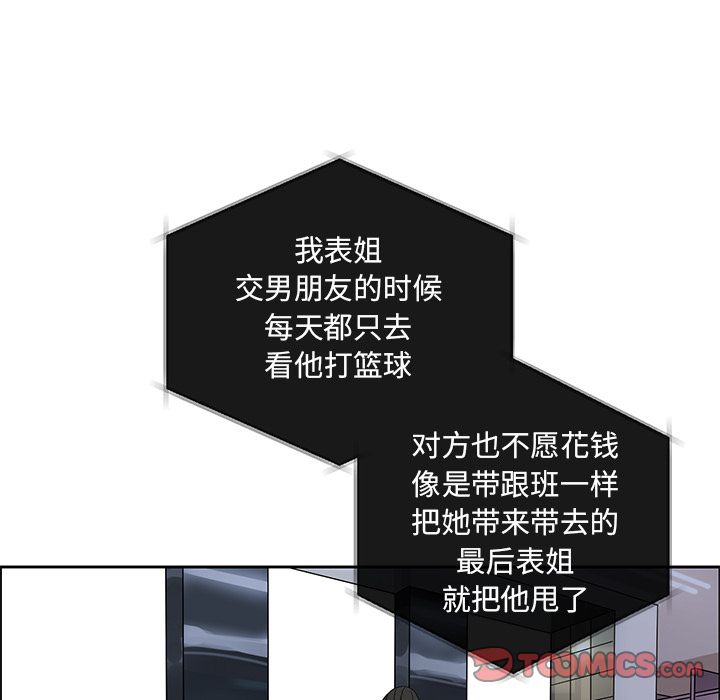 我表姐
交男朋友的时候
每天都只去
看他打篮球
对方也不愿花钱
像是带跟班一样
把她带来带去的
最后表姐
就把他甩了
TOOMICS.COM